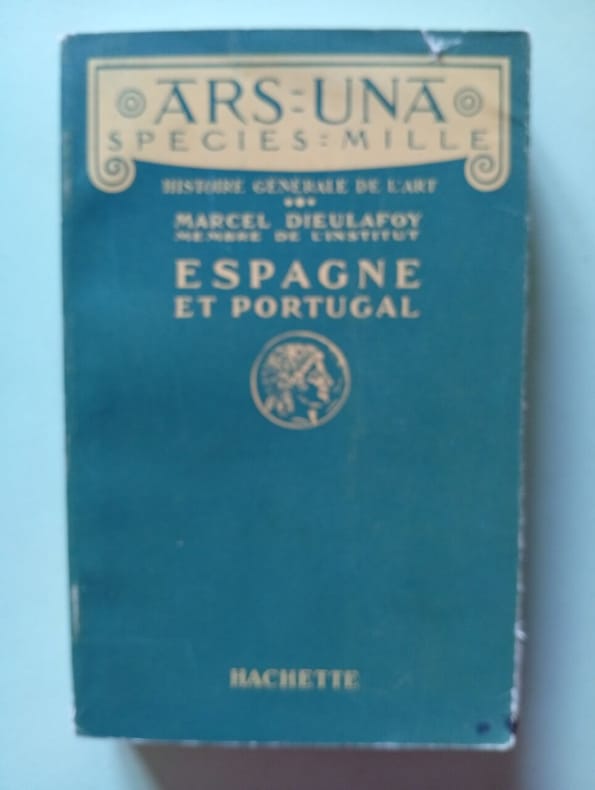 ARS:UNA
SPECIES:MILLE
HISTOIRE GÉNÉRALE DE L'ART
MARCEL DIEULAFOY
MEMBRE DE L'INSTITUT
ESPAGNE
ET PORTUGAL
HACHETTE